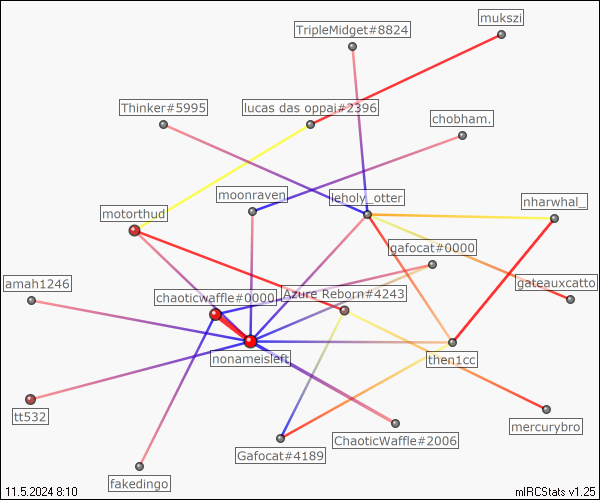 mukszi
TripleMidget#8824
Thinker#5995
lucas das oppai#2396
chobham.
moonraven
leholy_otter
nharwhal_
motorthud
gafocat#0000
amah1246
chaoticwaffle#0000
Azure Reborn#4243
gateauxcatto
nonameisleft
then1cc
tt532
mercurybro
ChaoticWaffle#2006
Gafocat#4189
fakedingo
11.5.2024 8:10
mIRCStats v1.25